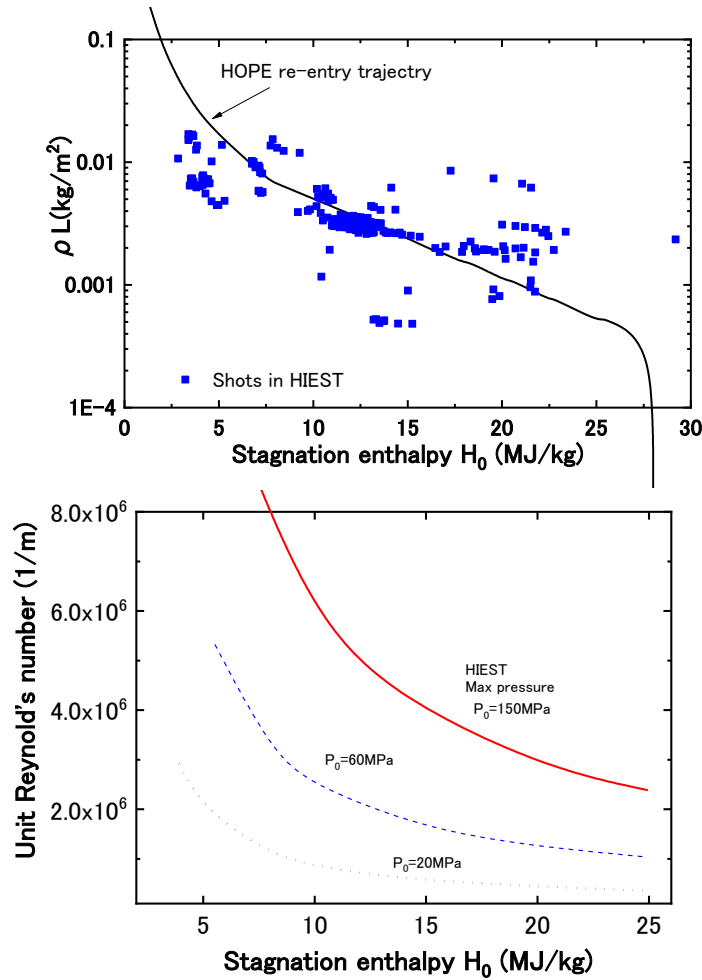 0.1
HOPE re-entry trajectory
0.01
ρ L(kg/m²)
0.001
Shots in HIEST
1E-4
0 5 10 15 20 25 30
Stagnation enthalpy H₀ (MJ/kg)
8.0x10⁶
Unit Reynold's number (1/m)
6.0x10⁶
HIEST
Max pressure
P₀=150MPa
4.0x10⁶
P₀=60MPa
2.0x10⁶
P₀=20MPa
5 10 15 20 25
Stagnation enthalpy H₀ (MJ/kg)